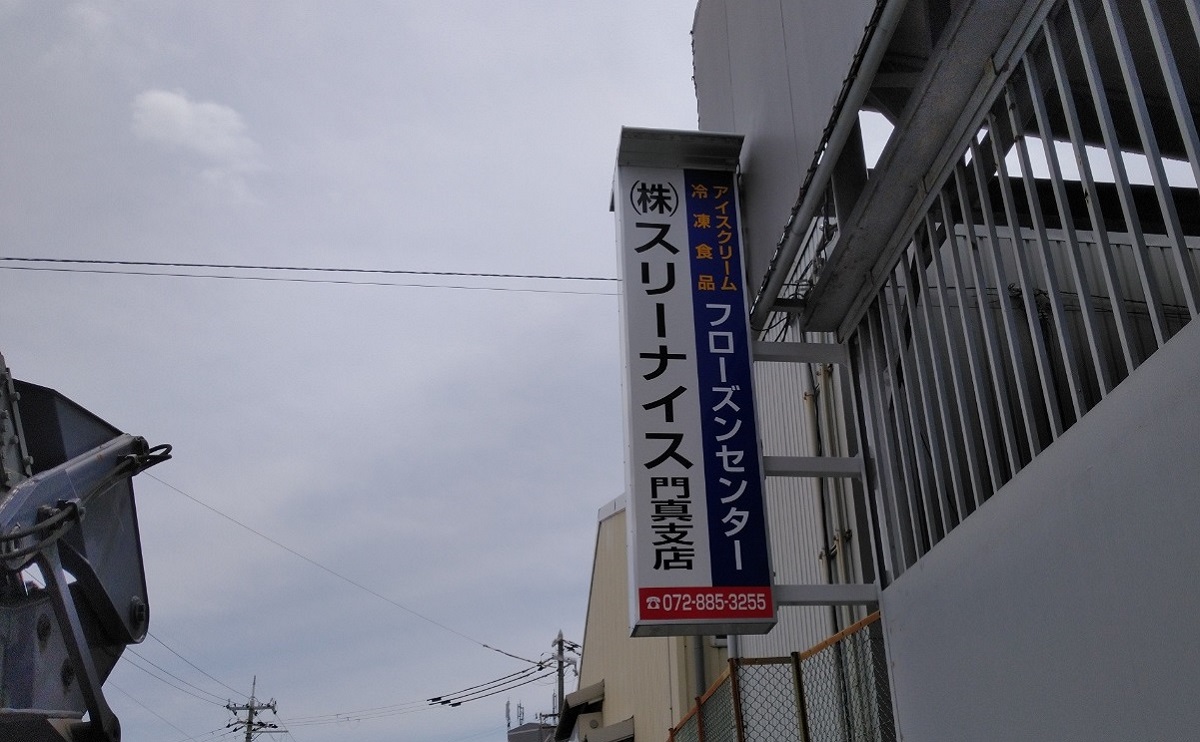 アイスクリーム
冷凍食品
フローズンセンター
㈱スリーナイス門真支店
☎072-885-3255